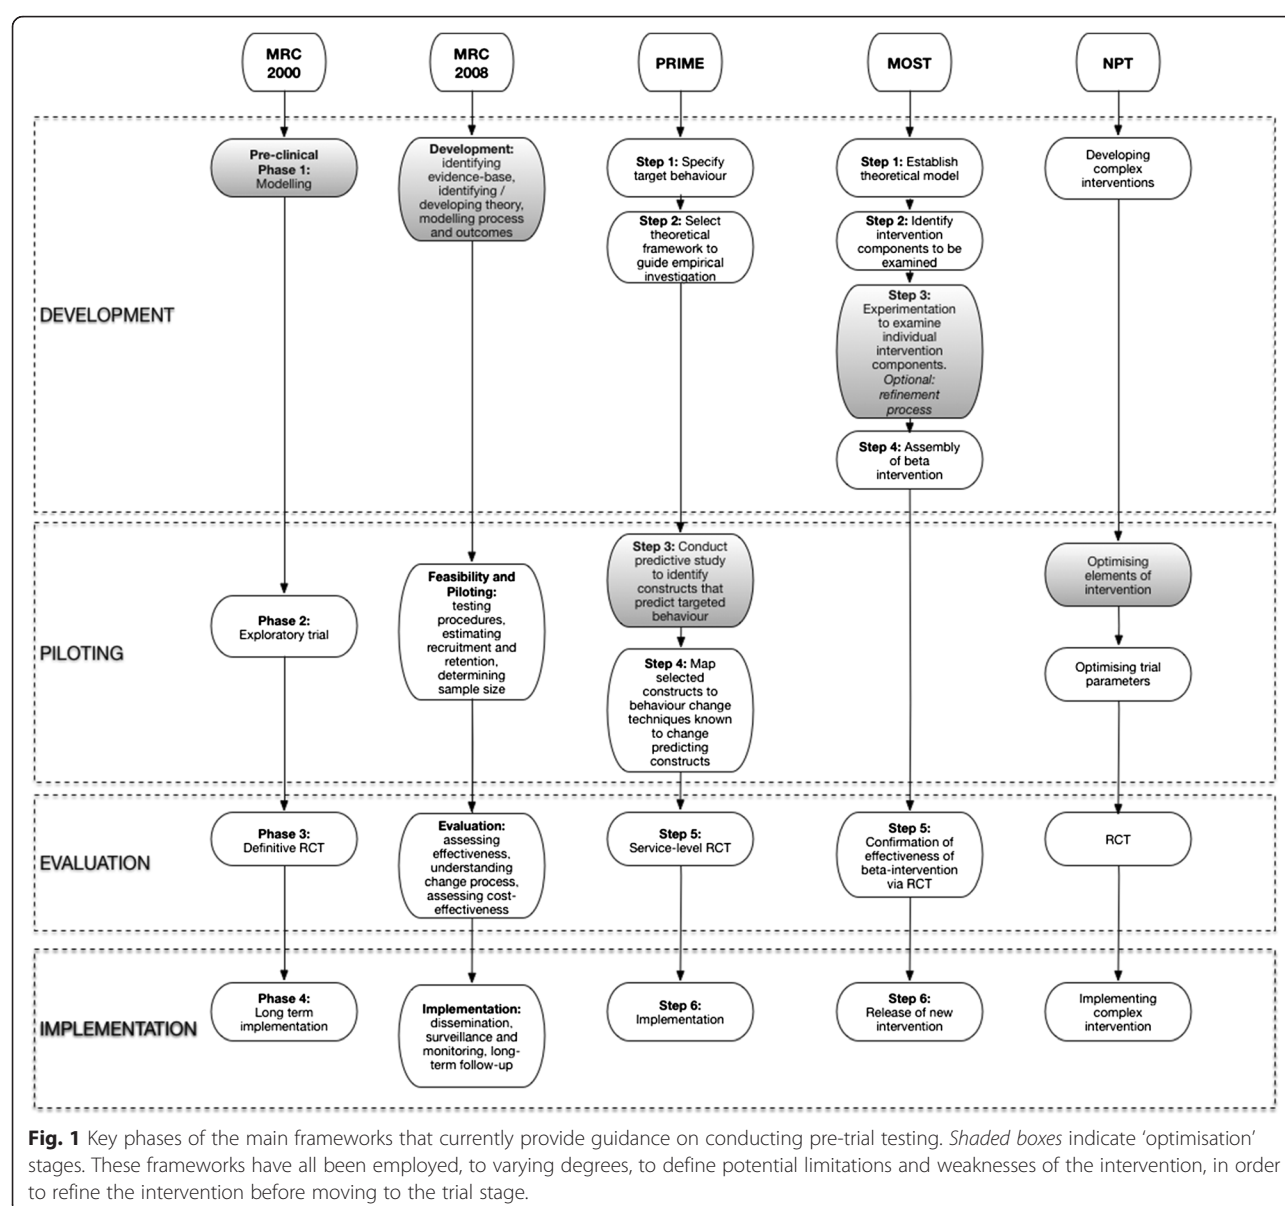 MRC
2000
MRC
2008
PRIME
MOST
NPT
DEVELOPMENT
Pre-clinical
Phase 1:
Modelling
Development:
identifying
evidence-base,
identifying /
developing theory,
modelling process
and outcomes
Step 1: Specify
target behaviour
Step 2: Select
theoretical
framework to
guide empirical
investigation
Step 1: Establish
theoretical model
Step 2: Identify
intervention
components to be
examined
Step 3:
Experimentation
to examine
individual
intervention
components.
Optional:
refinement
process
Step 4: Assembly
of beta
intervention
Developing
complex
interventions
PILOTING
Phase 2:
Exploratory trial
Feasibility and
Piloting:
testing
procedures,
estimating
recruitment and
retention,
determining
sample size
Step 3: Conduct
predictive study
to identify
constructs that
predict targeted
behaviour
Step 4: Map
selected
constructs to
behaviour change
techniques known
to change
predicting
constructs
Optimising
elements of
intervention
Optimising trial
parameters
EVALUATION
Phase 3:
Definitive RCT
Evaluation:
assessing
effectiveness,
understanding
change process,
assessing cost-
effectiveness
Step 5:
Service-level RCT
Step 5:
Confirmation of
effectiveness of
beta-intervention
via RCT
RCT
IMPLEMENTATION
Phase 4:
Long term
implementation
Implementation:
dissemination,
surveillance and
monitoring, long-
term follow-up
Step 6:
Implementation
Step 6:
Release of new
intervention
Implementing
complex
intervention
Fig. 1 Key phases of the main frameworks that currently provide guidance on conducting pre-trial testing. Shaded boxes indicate ‘optimisation’
stages. These frameworks have all been employed, to varying degrees, to define potential limitations and weaknesses of the intervention, in order
to refine the intervention before moving to the trial stage.